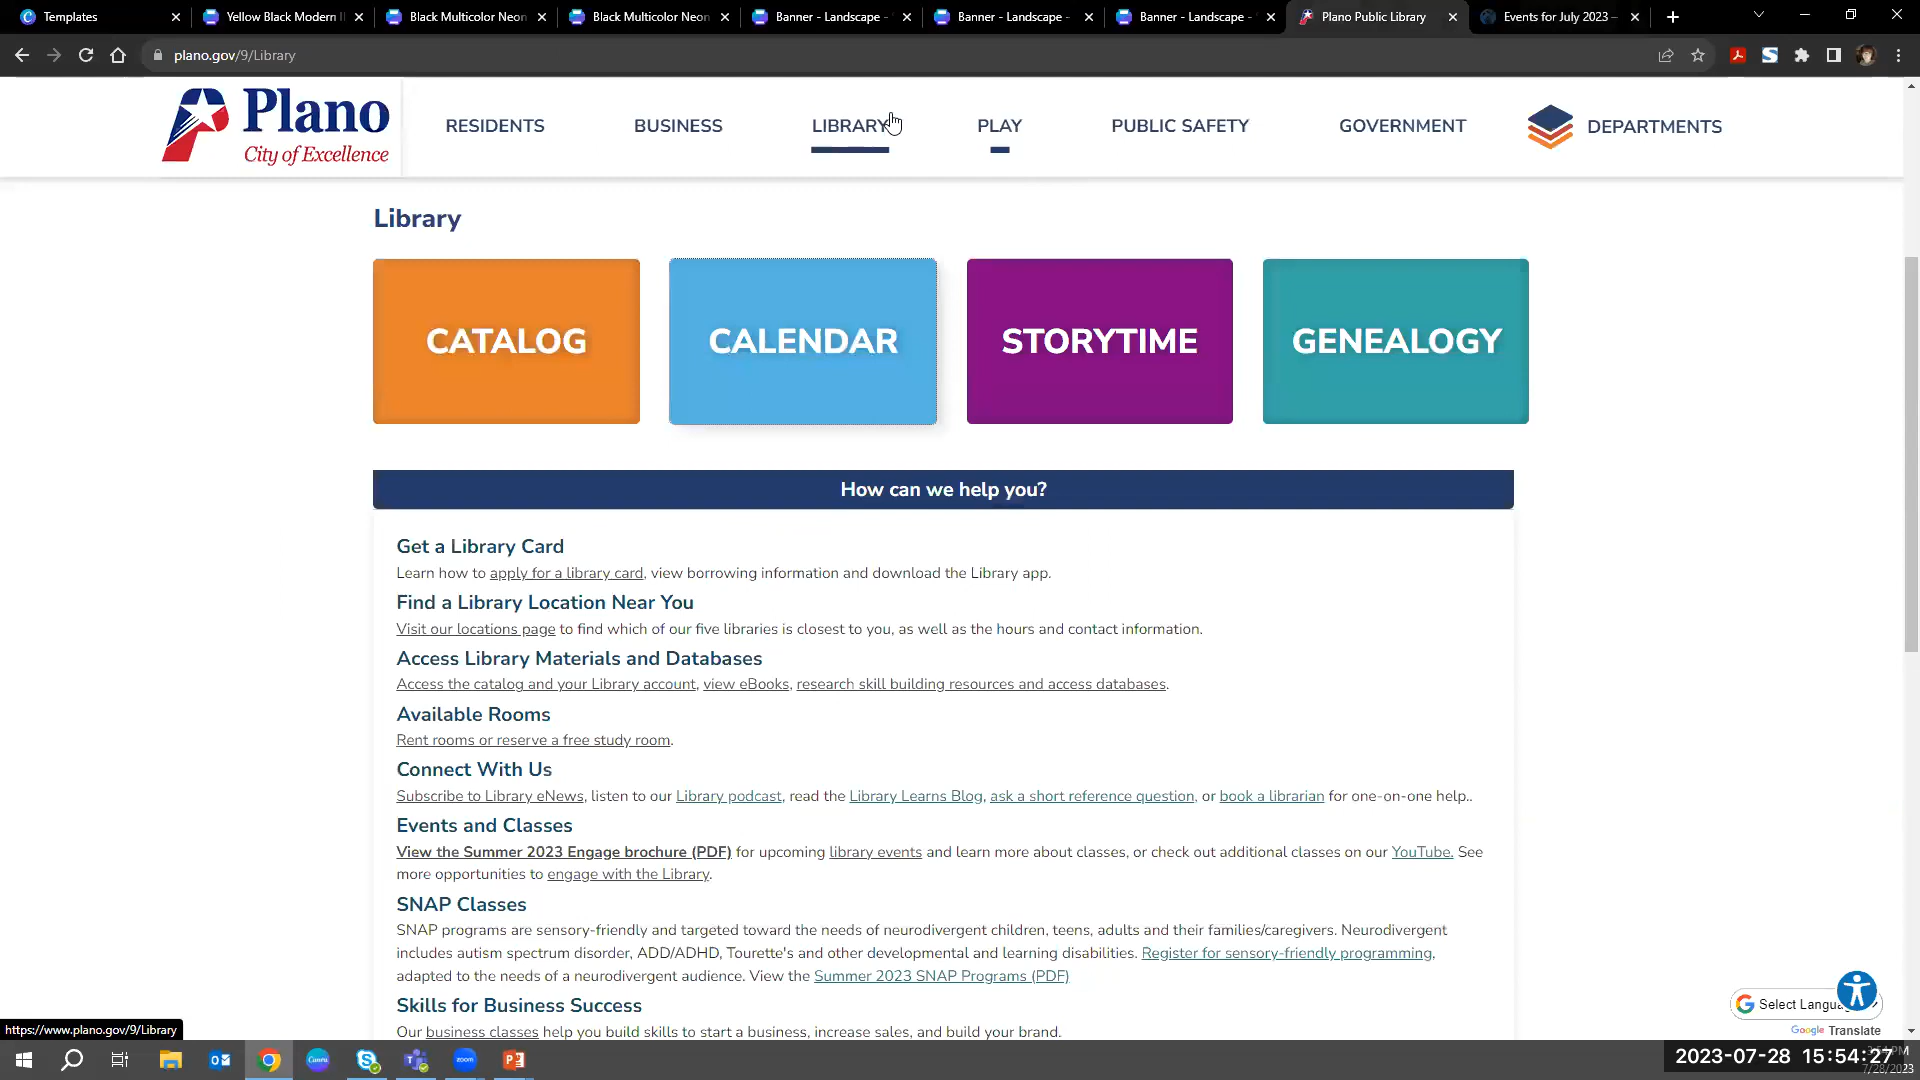 Templates
Yellow Black Modern
Black Multicolor Neon
Black Multicolor Neon
Banner - Landscape -
Banner - Landscape -
Banner - Landscape -
Plano Public Library
Events for July 2023 –
plano.gov/9/Library
Plano
City of Excellence
RESIDENTS
BUSINESS
LIBRARY
PLAY
PUBLIC SAFETY
GOVERNMENT
DEPARTMENTS
Library
CATALOG
CALENDAR
STORYTIME
GENEALOGY
How can we help you?
Get a Library Card
Learn how to apply for a library card, view borrowing information and download the Library app.
Find a Library Location Near You
Visit our locations page to find which of our five libraries is closest to you, as well as the hours and contact information.
Access Library Materials and Databases
Access the catalog and your Library account, view eBooks, research skill building resources and access databases.
Available Rooms
Rent rooms or reserve a free study room.
Connect With Us
Subscribe to Library eNews, listen to our Library podcast, read the Library Learns Blog, ask a short reference question, or book a librarian for one-on-one help..
Events and Classes
View the Summer 2023 Engage brochure (PDF) for upcoming library events and learn more about classes, or check out additional classes on our YouTube. See
more opportunities to engage with the Library.
SNAP Classes
SNAP programs are sensory-friendly and targeted toward the needs of neurodivergent children, teens, adults and their families/caregivers. Neurodivergent
includes autism spectrum disorder, ADD/ADHD, Tourette's and other developmental and learning disabilities. Register for sensory-friendly programming,
adapted to the needs of a neurodivergent audience. View the Summer 2023 SNAP Programs (PDF)
Skills for Business Success
Our business classes help you build skills to start a business, increase sales, and build your brand.
Select Langua
Google Translate
https://www.plano.gov/9/Library
2023-07-28 15:54:27
7/28/2023